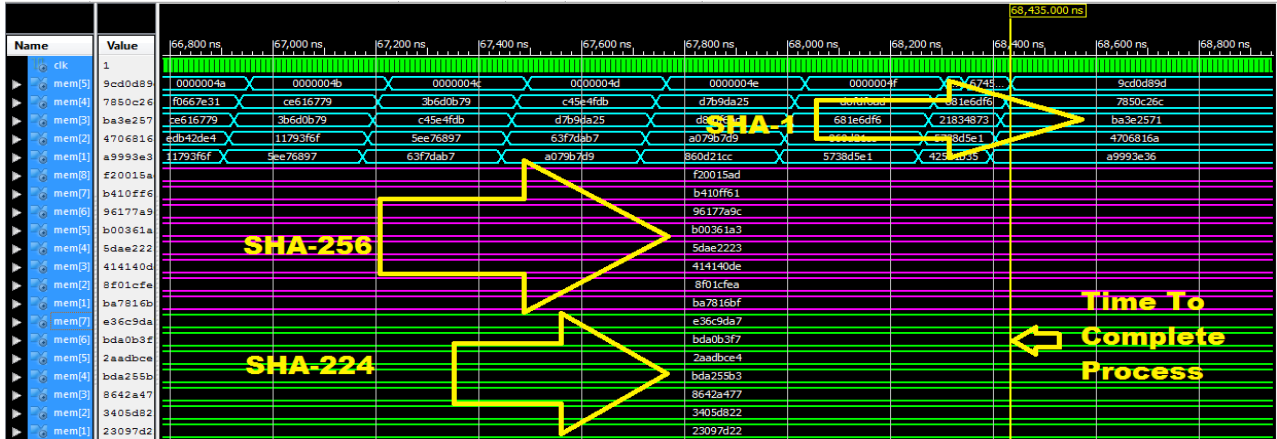 68,435.000 ns
Name Value 66,800 ns 67,000 ns 67,200 ns 67,400 ns 67,600 ns 67,800 ns 68,000 ns 68,200 ns 68,400 ns 68,600 ns 68,800 ns
clk 1
mem[5] 9cd0d89 0000004a 0000004b 0000004c 0000004d 0000004e 0000004f 6745... 9cd0d89d
mem[4] 7850c26 f0667e31 ce616779 3b6d0b79 c45e4fdb d7b9da25 681e6df6 7850c26c
mem[3] ba3e257 ce616779 3b6d0b79 c45e4fdb d7b9da25 SHA-1 681e6df6 21834873 ba3e2571
mem[2] 4706816 edb42de4 11793f6f 5ee76897 63f7dab7 a079b7d9 5738d5e1 4706816a
mem[1] a9993e3 11793f6f 5ee76897 63f7dab7 a079b7d9 860d21cc 5738d5e1 a9993e36
mem[8] f20015a f20015ad
mem[7] b410ff6 b410ff61
mem[6] 96177a9 96177a9c
mem[5] b00361a b00361a3
SHA-256
mem[4] 5dae222 5dae2223
mem[3] 414140d 414140de
mem[2] 8f01cfe 8f01cfea
mem[1] ba7816b ba7816bf
mem[7] e36c9da e36c9da7
mem[6] bda0b3f bda0b3f7
mem[5] 2aadbce 2aadbce4
SHA-224
mem[4] bda255b bda255b3
mem[3] 8642a47 8642a477
mem[2] 3405d82 3405d822
mem[1] 23097d2 23097d22
Time To
Complete
Process